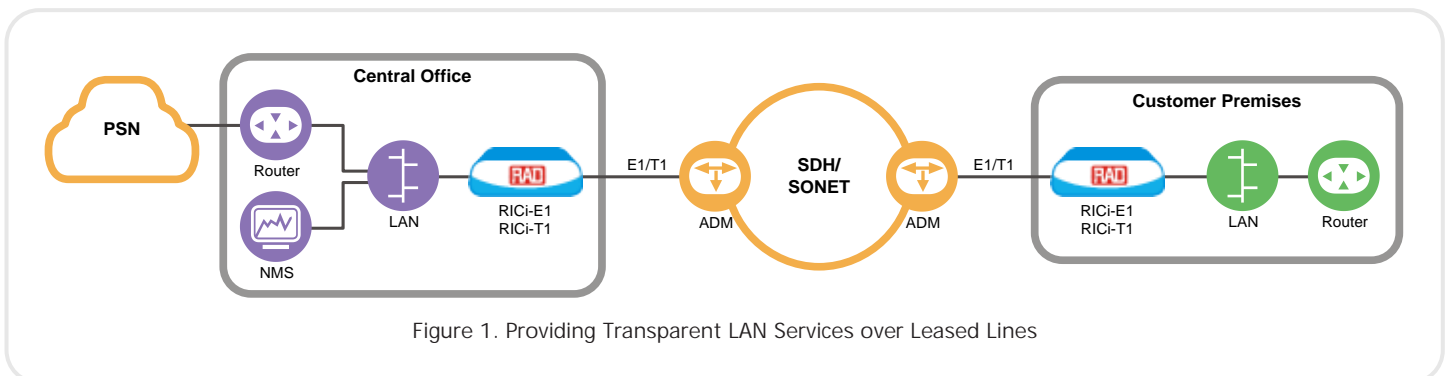 Central Office
PSN
Router
NMS
LAN
RAD
RICi-E1
RICi-T1
E1/T1
ADM
SDH/
SONET
ADM
E1/T1
Customer Premises
RAD
RICi-E1
RICi-T1
LAN
Router
Figure 1. Providing Transparent LAN Services over Leased Lines